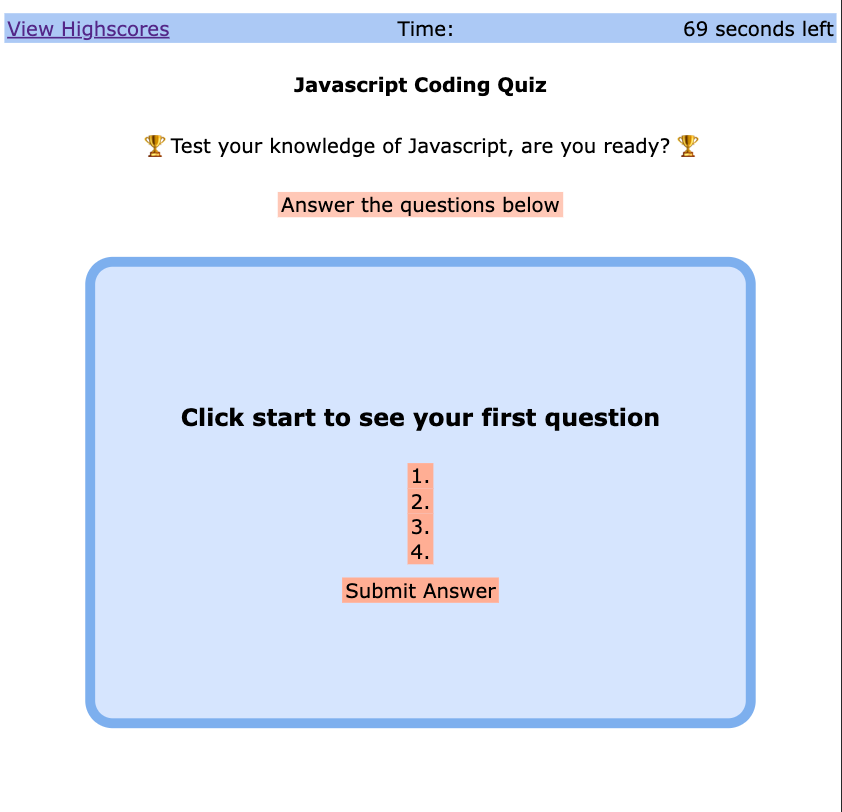 View Highscores Time: 69 seconds left
Javascript Coding Quiz
🏆 Test your knowledge of Javascript, are you ready? 🏆
Answer the questions below
Click start to see your first question
1.
2.
3.
4.
Submit Answer